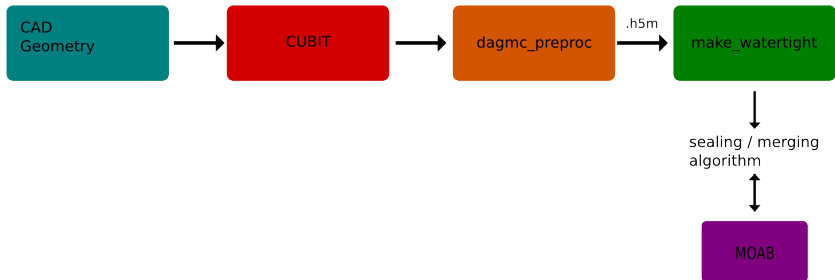 CAD
Geometry
CUBIT
dagmc_preproc
.h5m
make_watertight
sealing / merging
algorithm
MOAB